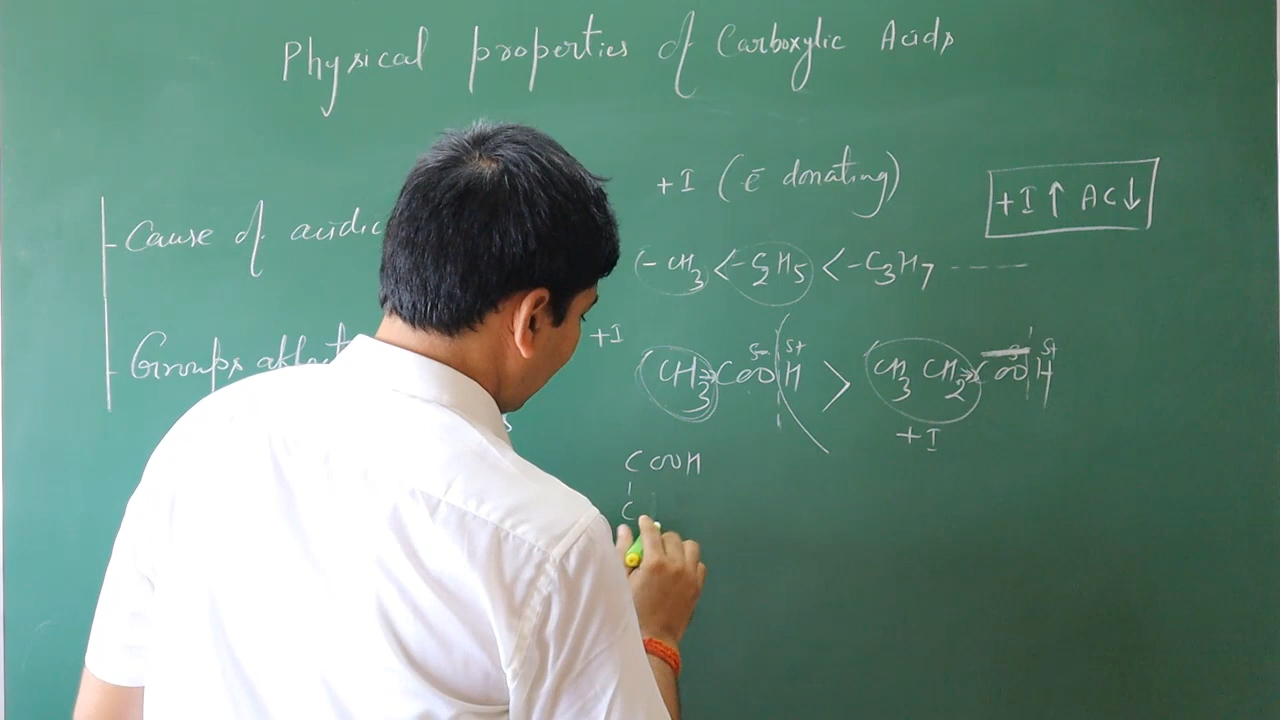 Physical properties of Carboxylic Acids
Cause of acidic
Groups affect
s
+I (e̅ donating)
+I ↑ AC ↓
-CH3 < -C2H5 < -C3H7 -----
+I
CH3 COOH > CH3 CH2 COOH
δ- δ+ δ+
+I
COOH
C